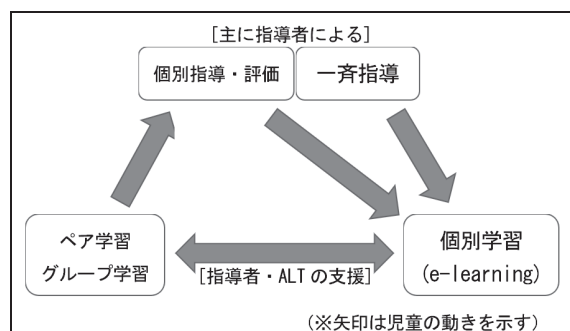 [主に指導者による]
個別指導・評価
一斉指導
ペア学習
グループ学習
個別学習
(e-learning)
[指導者・ALTの支援]
(※矢印は児童の動きを示す)